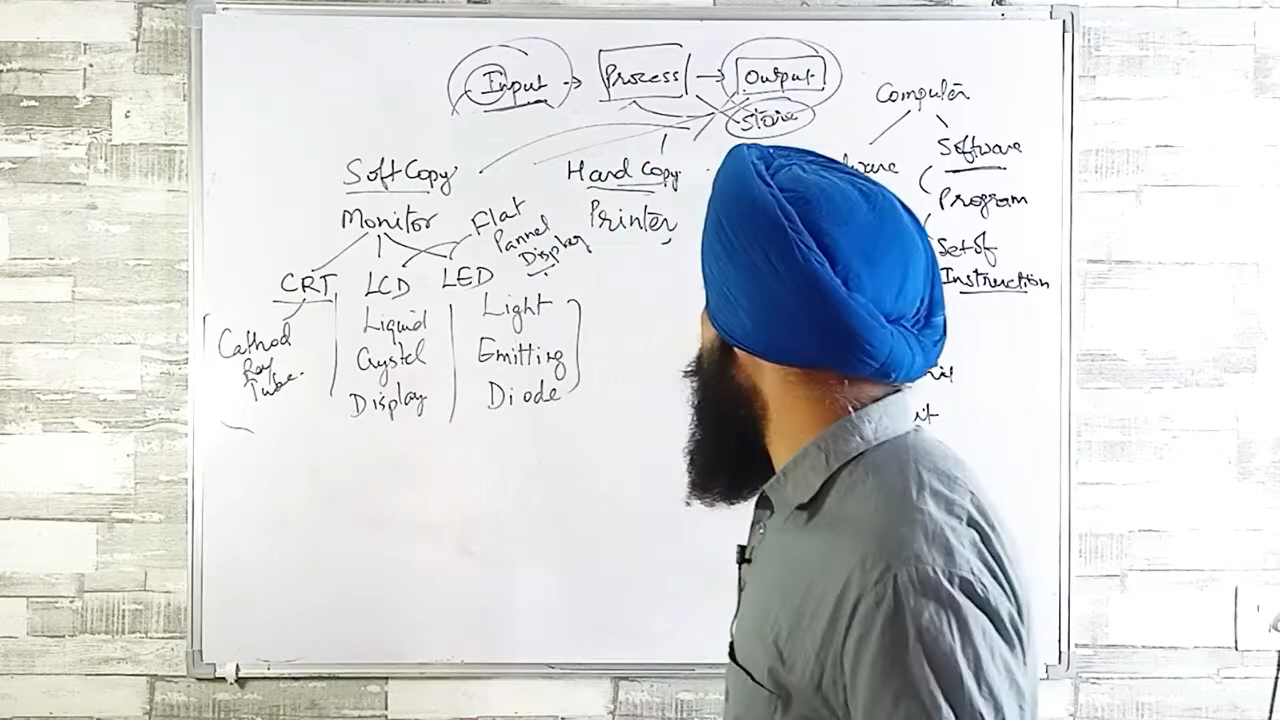 Input → Process → Output
Store
Computer
Software
Program
Set of
Instruction
Soft Copy
Hard Copy
Monitor
Printer
Flat
Pannel
Display
CRT
LCD
LED
Cathod
Ray
Tube.
Liquid
Crystel
Display
Light
Emitting
Diode